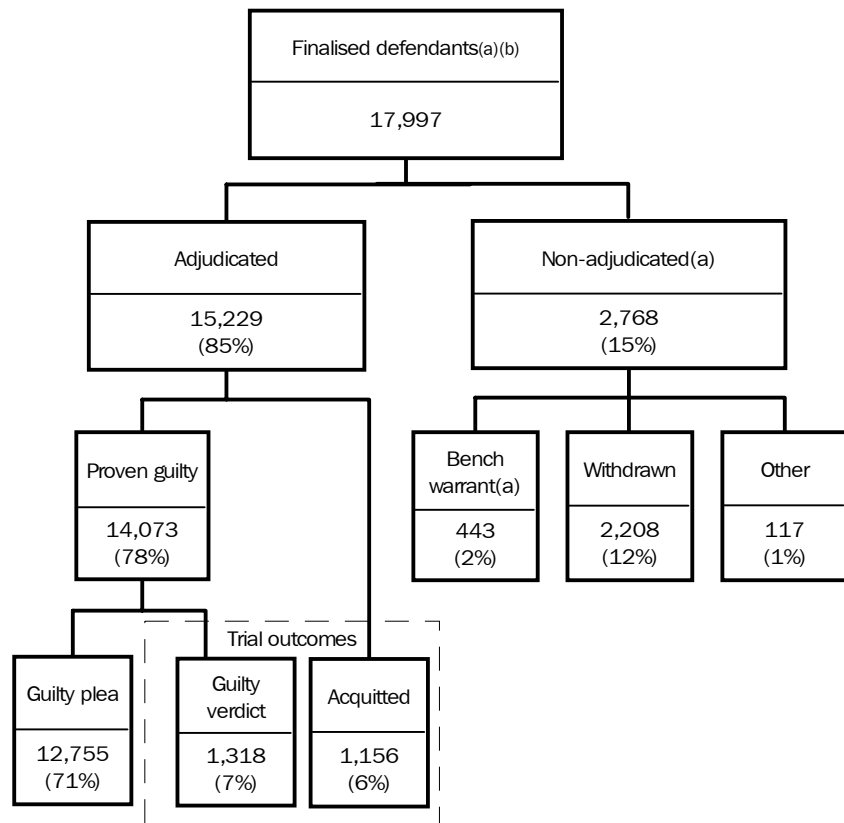 Finalised defendants(a)(b)
17,997
Adjudicated
15,229
(85%)
Non-adjudicated(a)
2,768
(15%)
Proven guilty
14,073
(78%)
Bench
warrant(a)
443
(2%)
Withdrawn
2,208
(12%)
Other
117
(1%)
Trial outcomes
Guilty plea
12,755
(71%)
Guilty
verdict
1,318
(7%)
Acquitted
1,156
(6%)